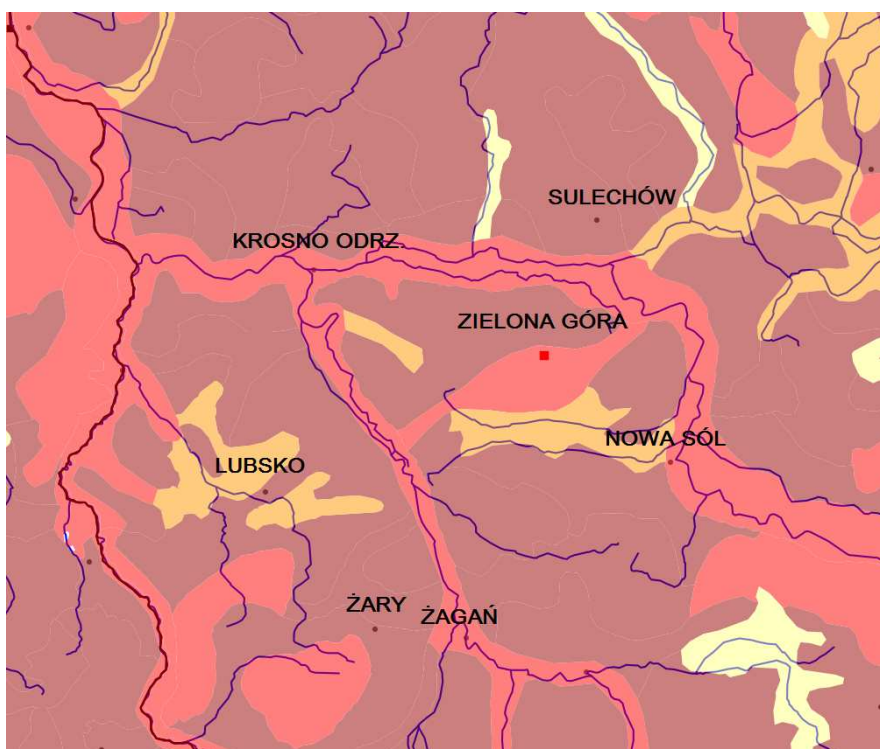 SULECHÓW
KROSNO ODRZ.
ZIELONA GÓRA
NOWA SÓL
LUBSKO
ŻARY
ŻAGAŃ